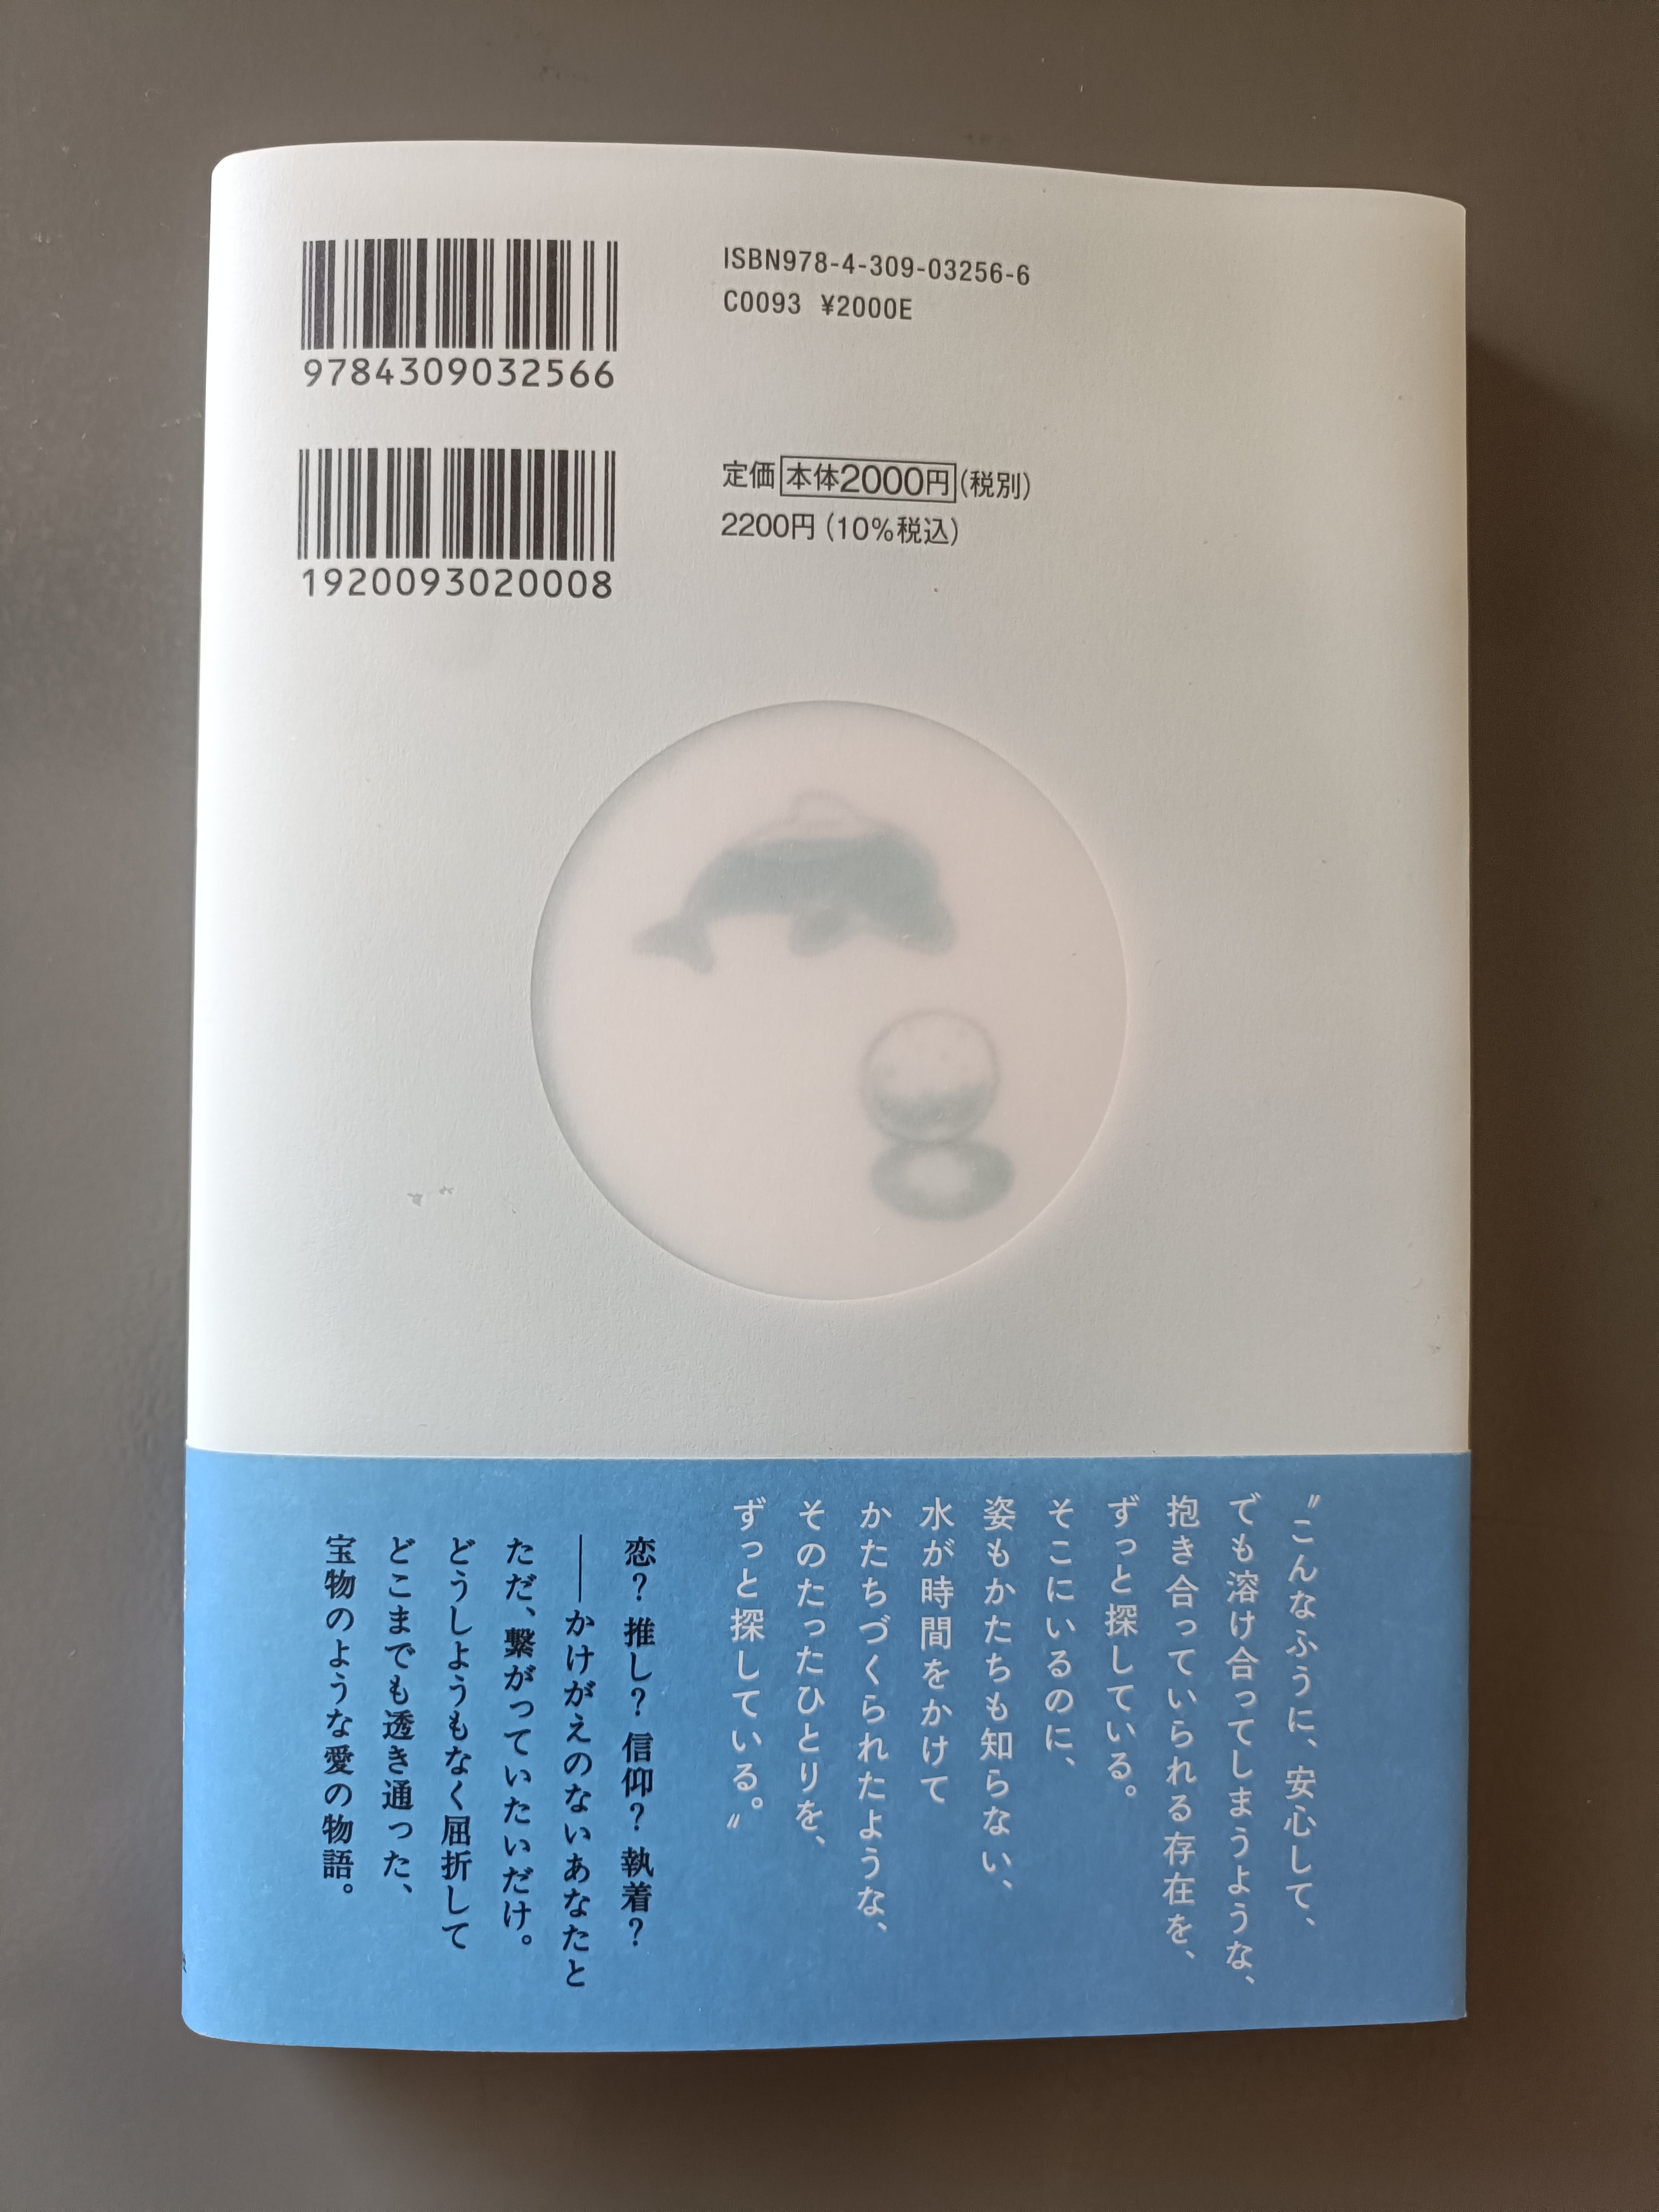 9784309032566
ISBN978-4-309-03256-6
C0093 ¥2000E
1920093020008
定価 本体2000円(税別)
2200円(10%税込)
〝こんなふうに、安心して、
でも溶け合ってしまうような、
抱き合っていられる存在を、
ずっと探している。
そこにいるのに、
姿もかたちも知らない、
水が時間をかけて
かたちづくられたような、
そのたったひとりを、
ずっと探している。〟
恋? 推し? 信仰? 執着?
——かけがえのないあなたと
ただ、繋がっていたいだけ。
どうしようもなく屈折して
どこまでも透き通った、
宝物のような愛の物語。